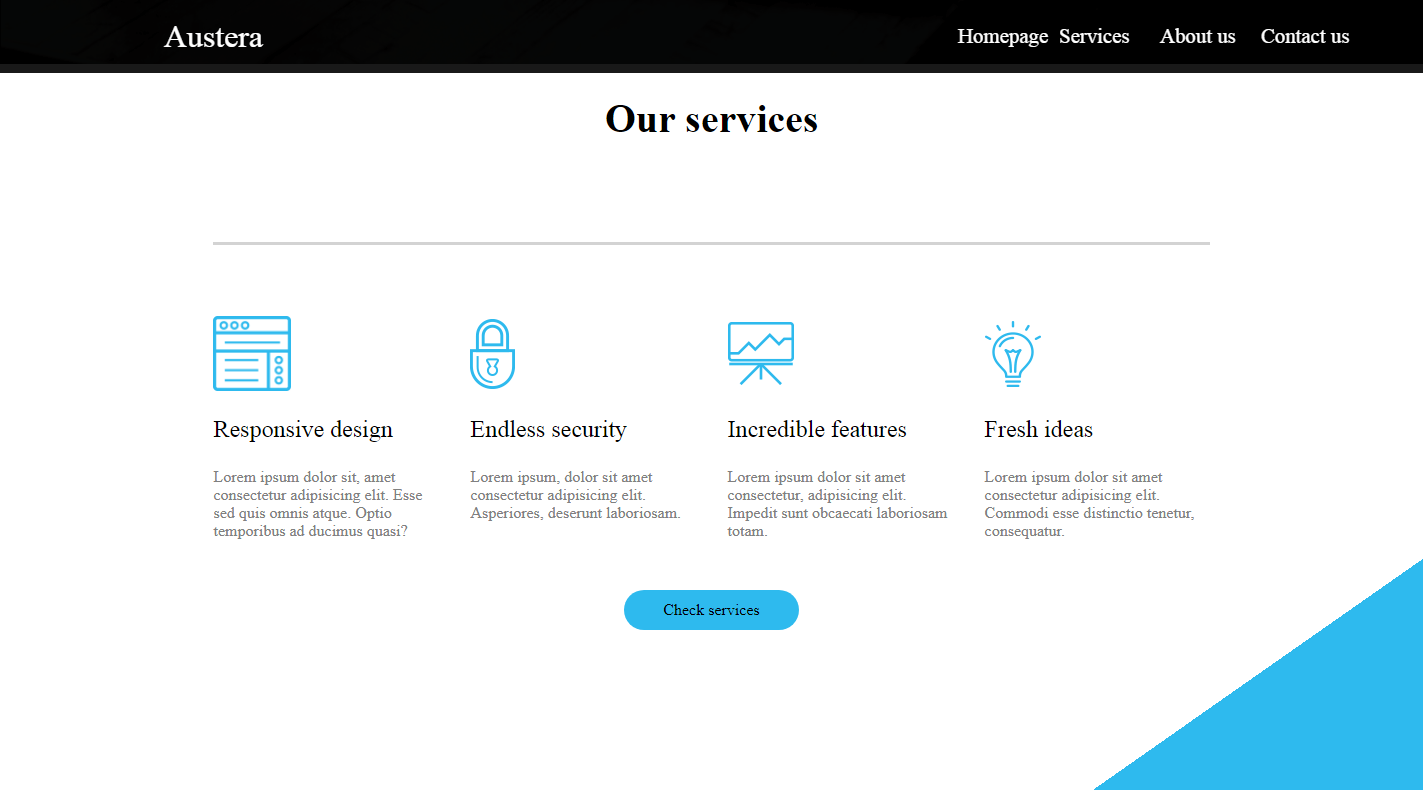 Austera
Homepage Services About us Contact us
Our services
Responsive design
Lorem ipsum dolor sit, amet
consectetur adipisicing elit. Esse
sed quis omnis atque. Optio
temporibus ad ducimus quasi?
Endless security
Lorem ipsum, dolor sit amet
consectetur adipisicing elit.
Asperiores, deserunt laboriosam.
Incredible features
Lorem ipsum dolor sit amet
consectetur, adipisicing elit.
Impedit sunt obcaecati laboriosam
totam.
Fresh ideas
Lorem ipsum dolor sit amet
consectetur adipisicing elit.
Commodi esse distinctio tenetur,
consequatur.
Check services